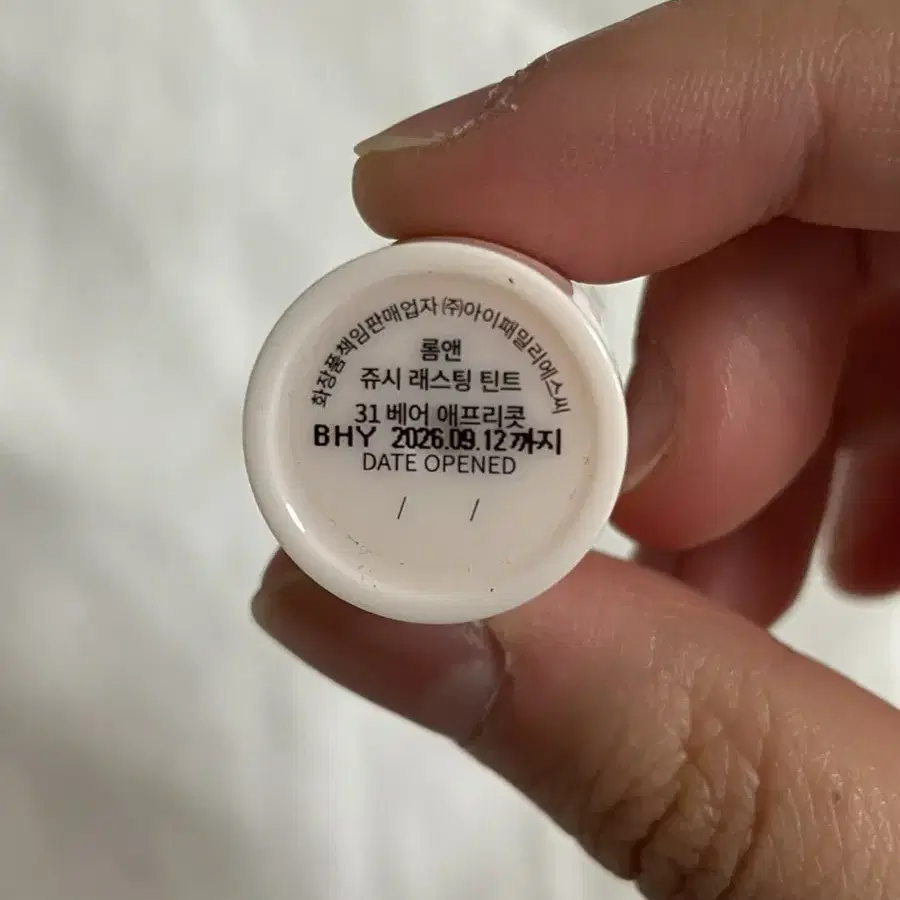 화장품책임판매업자 ㈜아이패밀리에스씨
롬앤
쥬시 래스팅 틴트
31 베어 애프리콧
BHY 2026.09.12까지
DATE OPENED
/ /